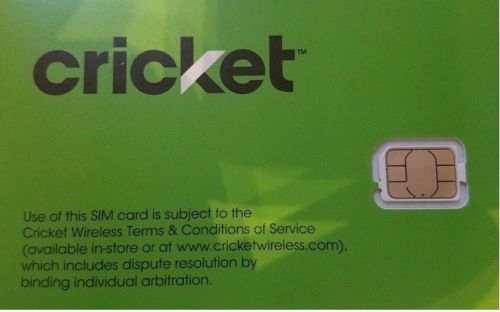 cricket™
Use of this SIM card is subject to the
Cricket Wireless Terms & Conditions of Service
(available in-store or at www.cricketwireless.com),
which includes dispute resolution by
binding individual arbitration.